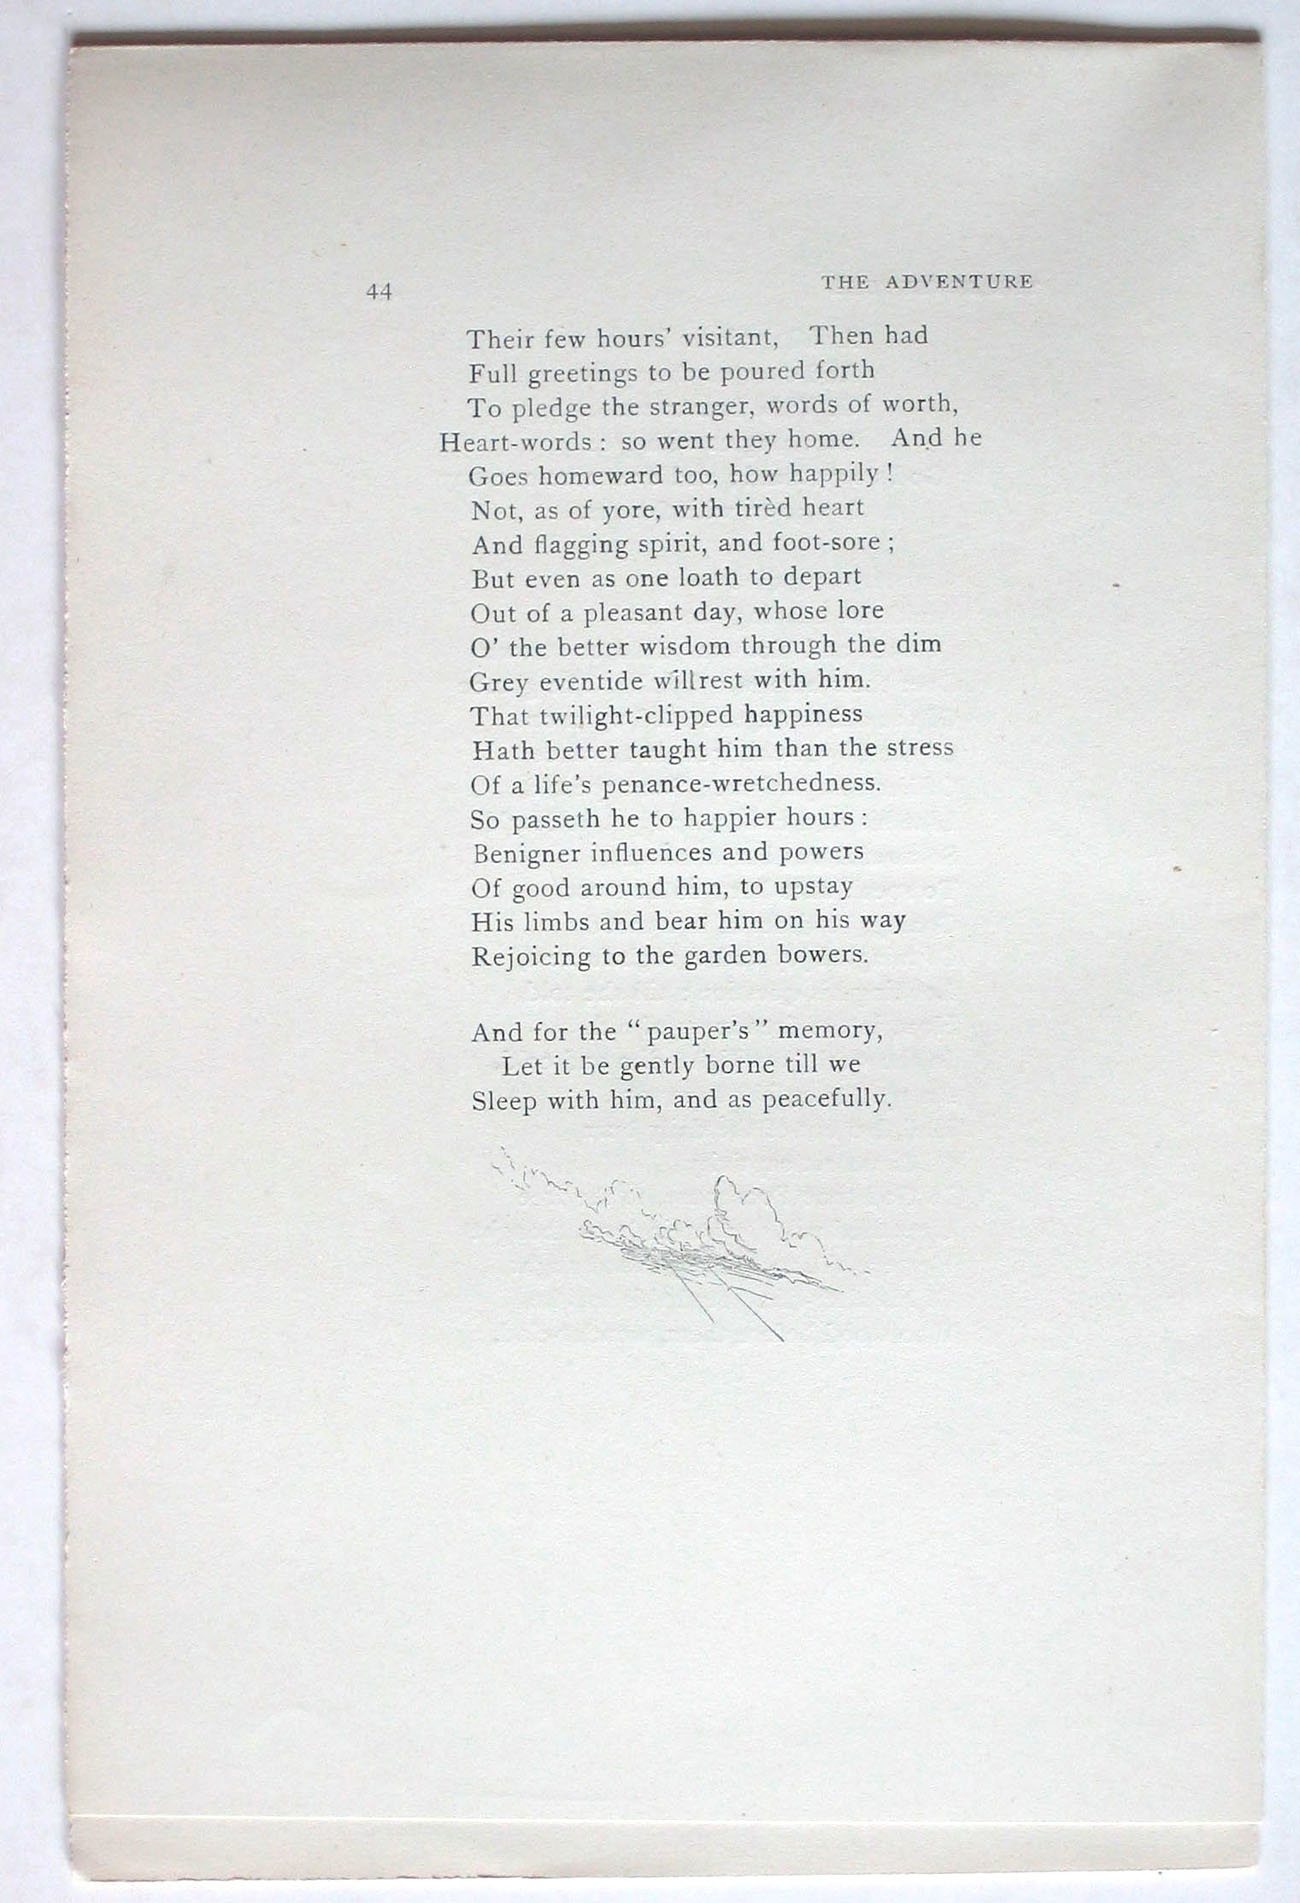 44 THE ADVENTURE
Their few hours’ visitant, Then had
Full greetings to be poured forth
To pledge the stranger, words of worth,
Heart-words : so went they home. And he
Goes homeward too, how happily !
Not, as of yore, with tirèd heart
And flagging spirit, and foot-sore ;
But even as one loath to depart
Out of a pleasant day, whose lore
O’ the better wisdom through the dim
Grey eventide willrest with him.
That twilight-clipped happiness
Hath better taught him than the stress
Of a life’s penance-wretchedness.
So passeth he to happier hours :
Benigner influences and powers
Of good around him, to upstay
His limbs and bear him on his way
Rejoicing to the garden bowers.
And for the “pauper’s” memory,
Let it be gently borne till we
Sleep with him, and as peacefully.